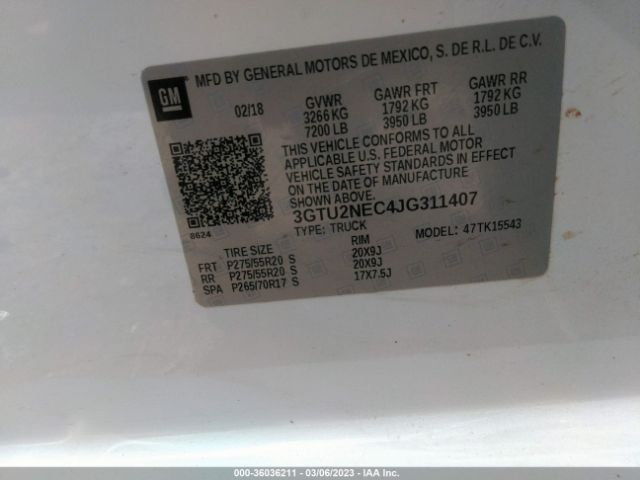 MFD BY GENERAL MOTORS DE MEXICO, S. DE R.L. DE C.V.
GM
02/18 GVWR GAWR FRT GAWR RR
3266 KG 1792 KG 1792 KG
7200 LB 3950 LB 3950 LB
THIS VEHICLE CONFORMS TO ALL
APPLICABLE U.S. FEDERAL MOTOR
VEHICLE SAFETY STANDARDS IN EFFECT
ON THE DATE OF MANUFACTURE
SHOWN ABOVE.
3GTU2NEC4JG311407
8624 TYPE: TRUCK MODEL: 47TK15543
TIRE SIZE RIM
FRT P275/55R20 S 20X9J
RR P275/55R20 S 20X9J
SPA P265/70R17 S 17X7.5J
000-36036211 — 03/06/2023 — IAA Inc.